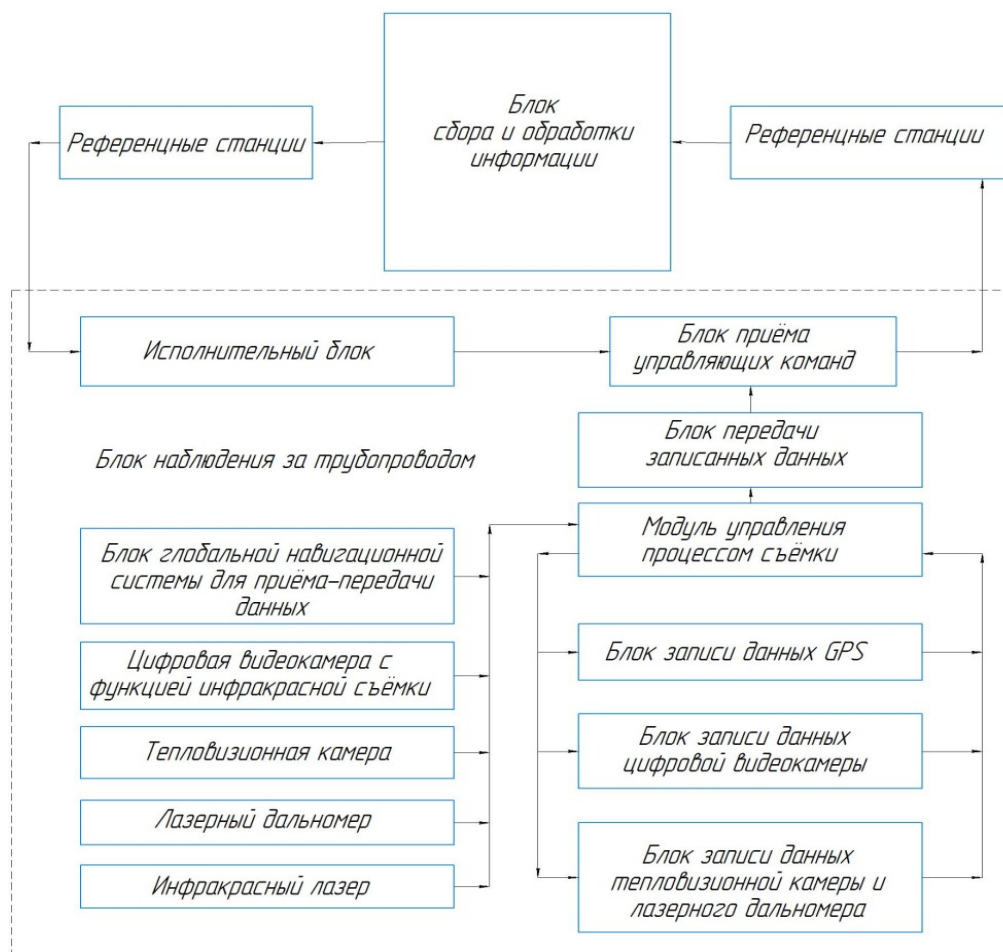 Блок
сбора и обработки
информации
Референцные станции
Референцные станции
Исполнительный блок
Блок приёма
управляющих команд
Блок передачи
записанных данных
Блок наблюдения за трубопроводом
Модуль управления
процессом съёмки
Блок глобальной навигационной
системы для приёма-передачи
данных
Блок записи данных GPS
Цифровая видеокамера с
функцией инфракрасной съёмки
Блок записи данных
цифровой видеокамеры
Тепловизионная камера
Лазерный дальномер
Инфракрасный лазер
Блок записи данных
тепловизионной камеры и
лазерного дальномера